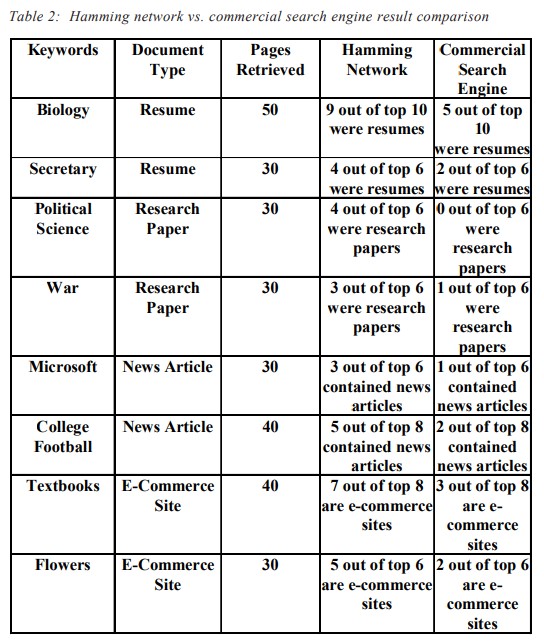 Table 2: Hamming network vs. commercial search engine result comparison
Keywords Document Type Pages Retrieved Hamming Network Commercial Search Engine
Biology Resume 50 9 out of top 10 were resumes 5 out of top 10 were resumes
Secretary Resume 30 4 out of top 6 were resumes 2 out of top 6 were resumes
Political Science Research Paper 30 4 out of top 6 were research papers 0 out of top 6 were research papers
War Research Paper 30 3 out of top 6 were research papers 1 out of top 6 were research papers
Microsoft News Article 30 3 out of top 6 contained news articles 1 out of top 6 contained news articles
College Football News Article 40 5 out of top 8 contained news articles 2 out of top 8 contained news articles
Textbooks E-Commerce Site 40 7 out of top 8 are e-commerce sites 3 out of top 8 are e-commerce sites
Flowers E-Commerce Site 30 5 out of top 6 are e-commerce sites 2 out of top 6 are e-commerce sites